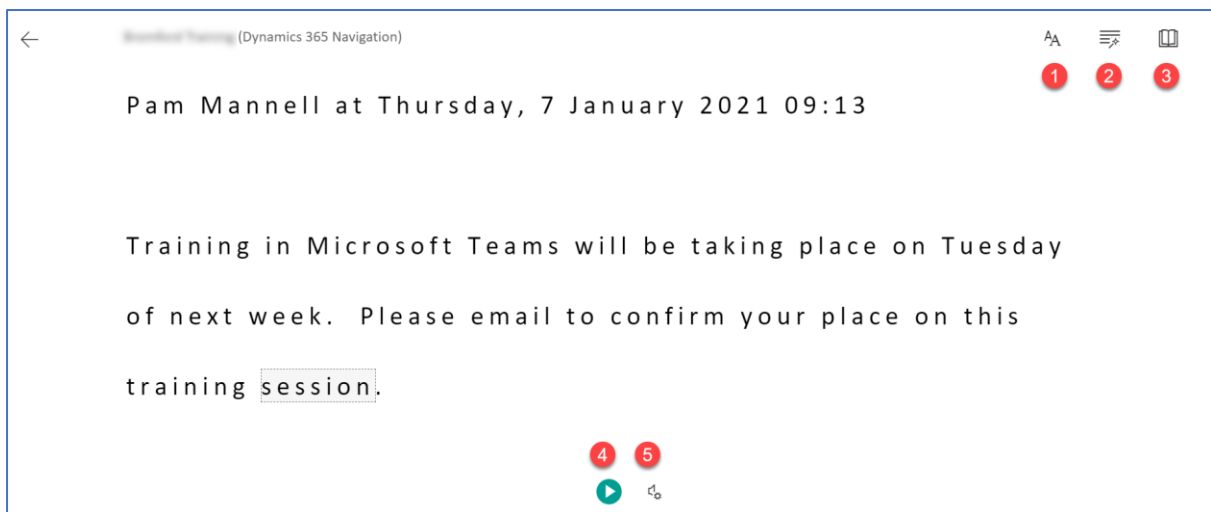 (Dynamics 365 Navigation)
AA
1 2 3
Pam Mannell at Thursday, 7 January 2021 09:13
Training in Microsoft Teams will be taking place on Tuesday
of next week. Please email to confirm your place on this
training session.
4 5